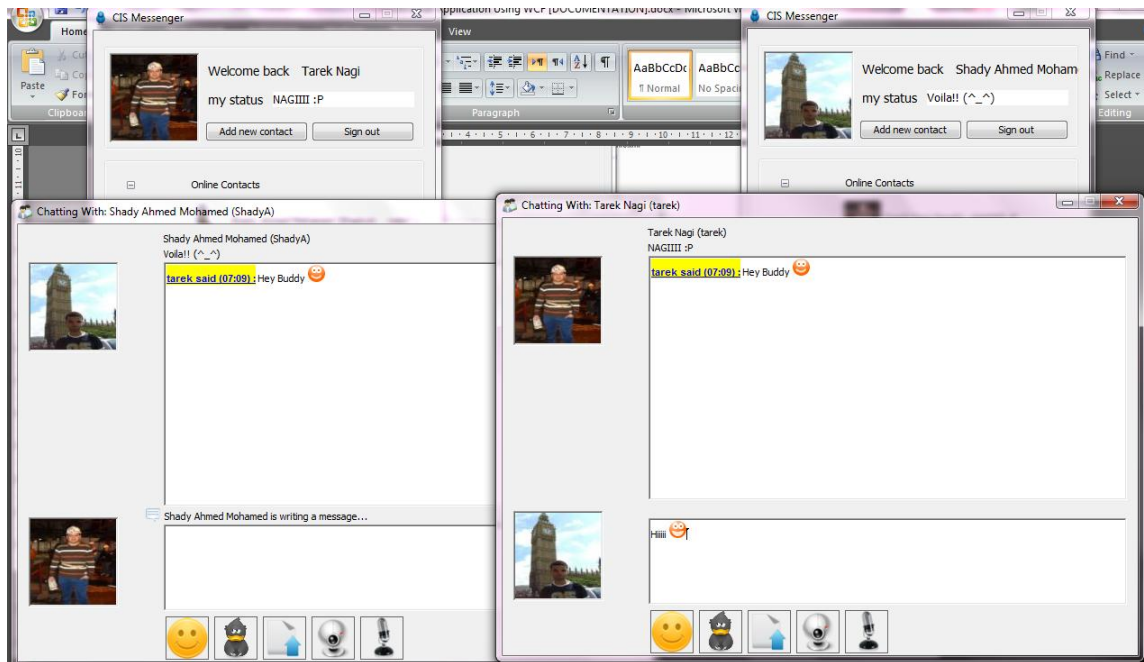 CIS Messenger
pplication Using WCF [DOCUMENTATION].docx - Microsoft W
CIS Messenger
Home
View
Paste
Clipboa
Welcome back Tarek Nagi
my status NAGIIII :P
Add new contact Sign out
Online Contacts
AaBbCcDc AaBbCc
¶ Normal No Spaci
Paragraph
Welcome back Shady Ahmed Moham
my status Voila!! (^_^)
Add new contact Sign out
Online Contacts
Find
Replace
Select
Editing
Chatting With: Shady Ahmed Mohamed (ShadyA)
Shady Ahmed Mohamed (ShadyA)
Voila!! (^_^)
tarek said (07:09) : Hey Buddy
Shady Ahmed Mohamed is writing a message...
Chatting With: Tarek Nagi (tarek)
Tarek Nagi (tarek)
NAGIIII :P
tarek said (07:09) : Hey Buddy
Hiiii